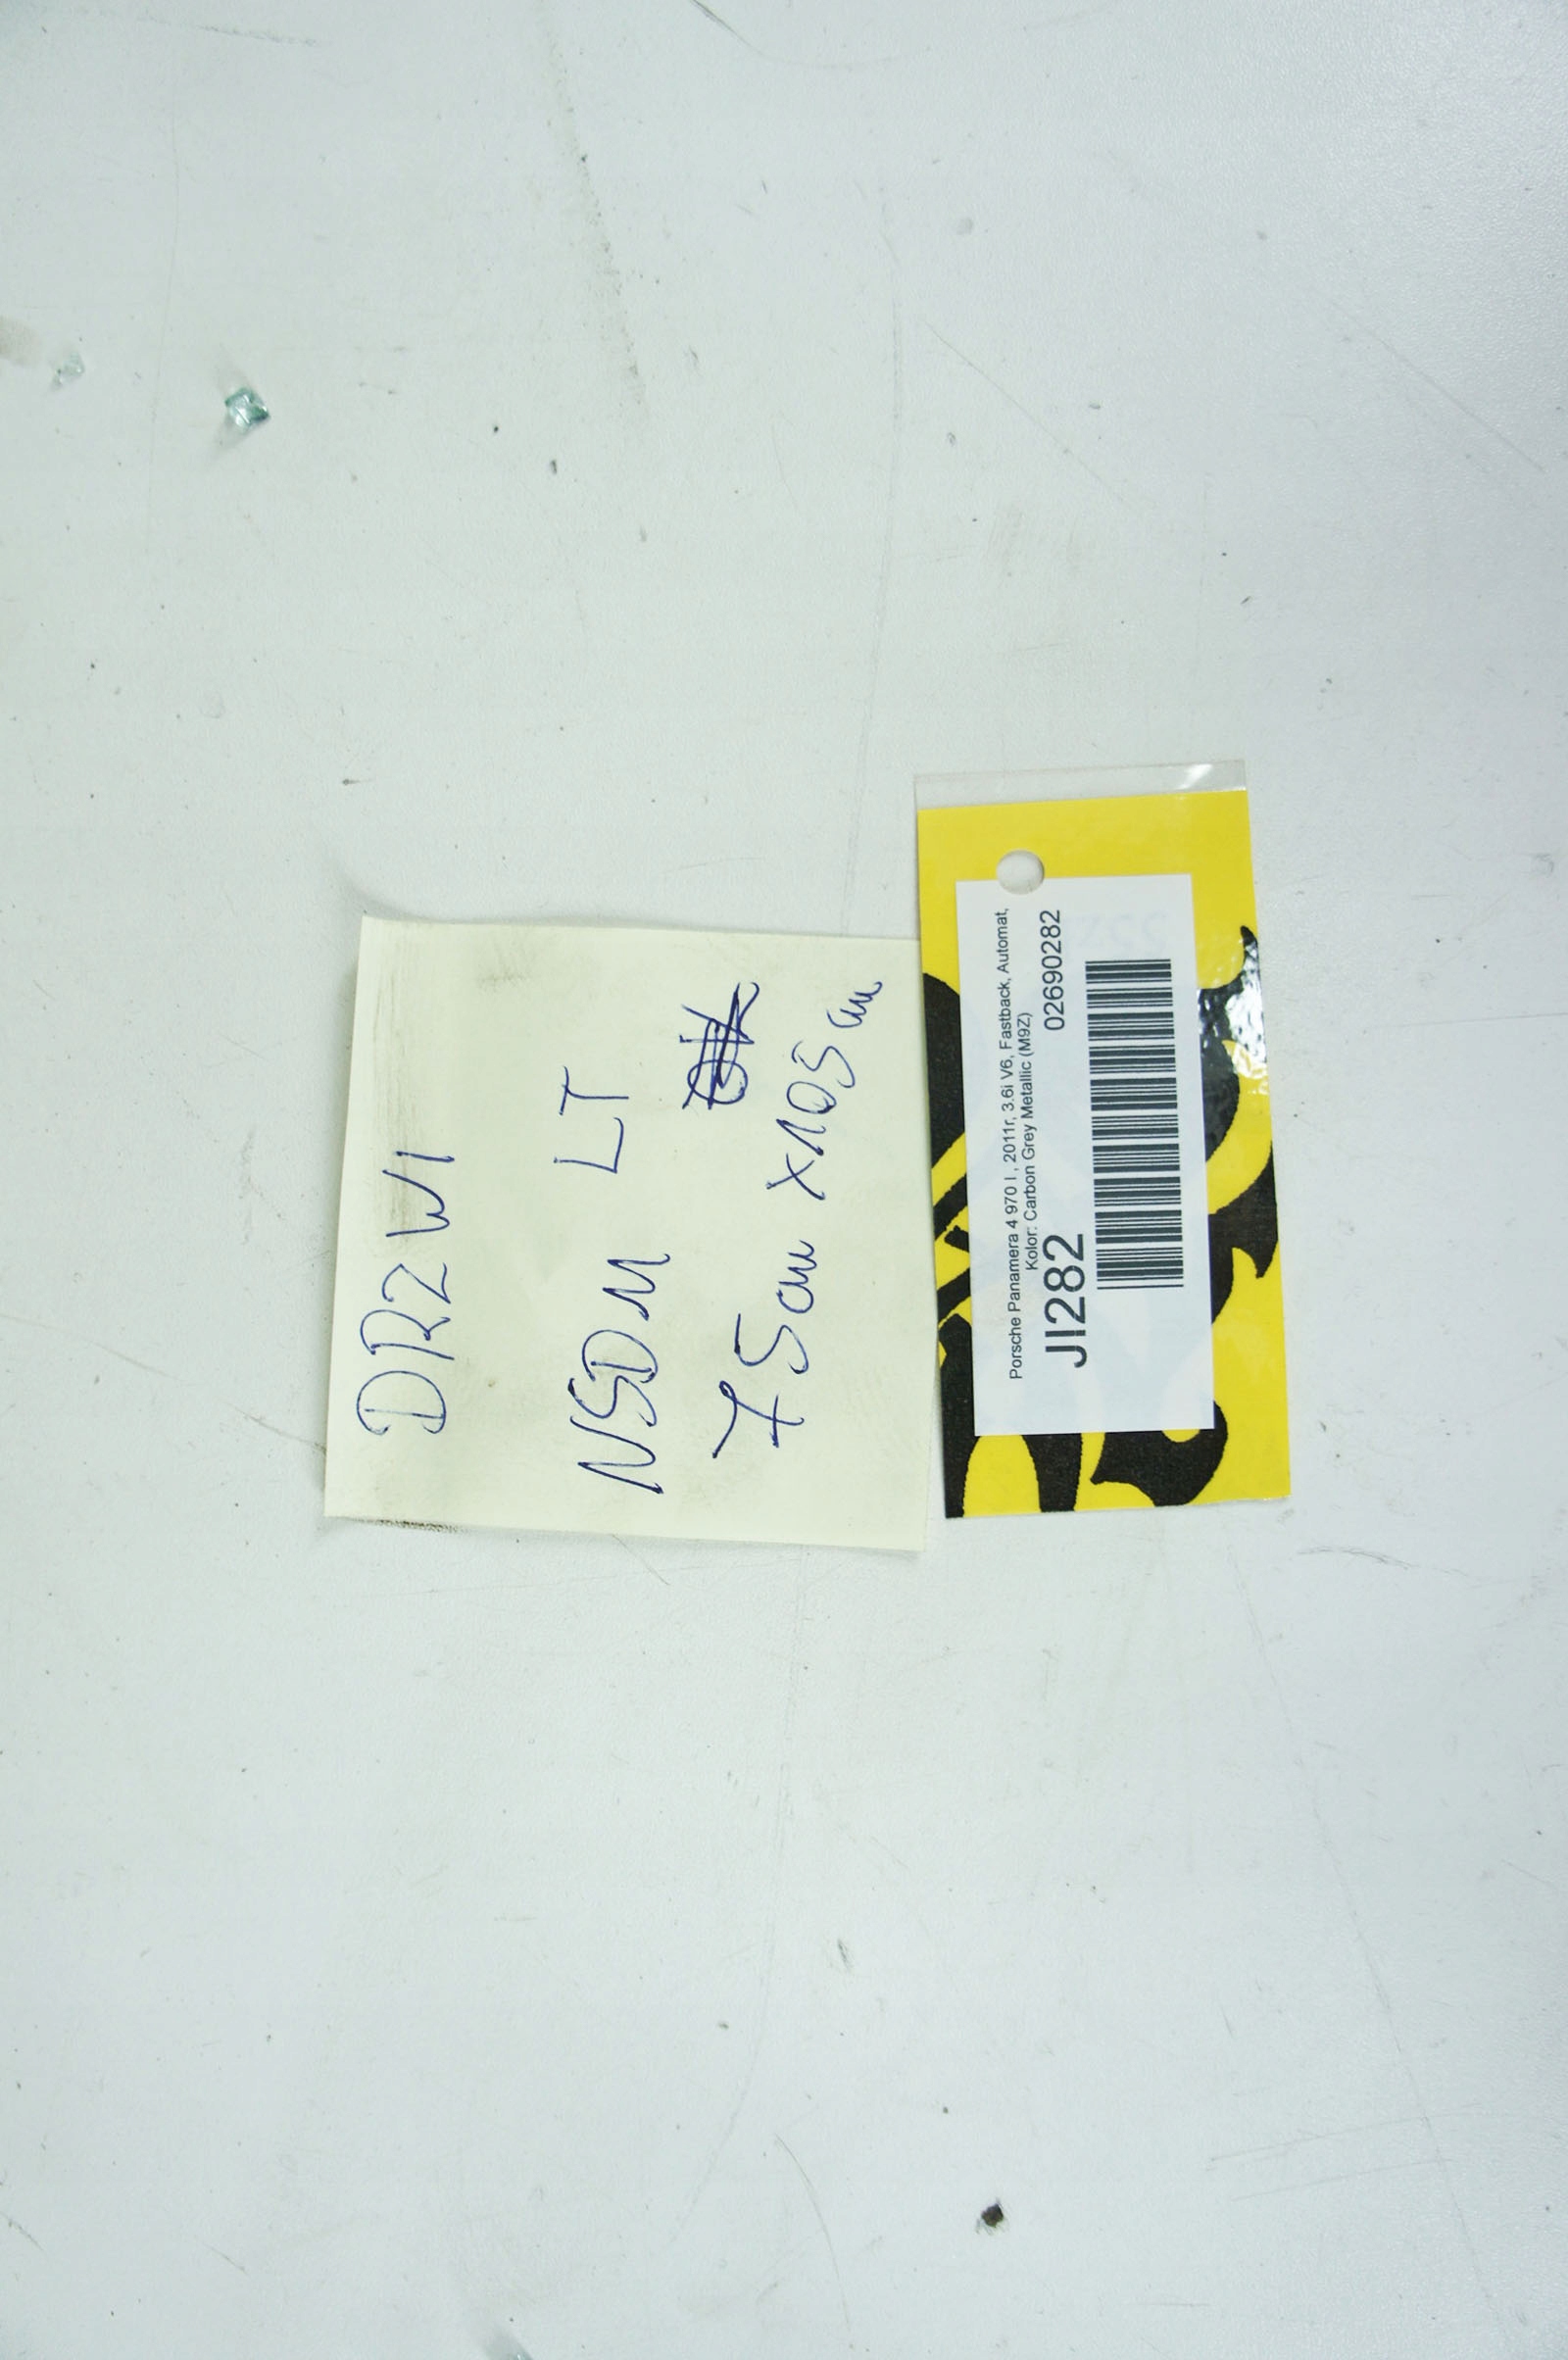 DRZWI
NSDM LT
75cm x105cm
Porsche Panamera 4 970 I , 2011r, 3.6i V6, Fastback, Automat,
Kolor: Carbon Grey Metallic (M9Z)
JI282 02690282